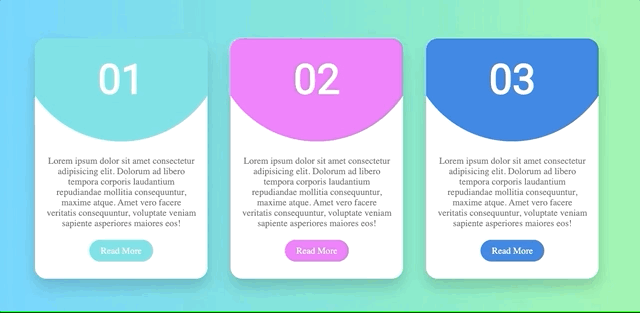 01
Lorem ipsum dolor sit amet consectetur
adipisicing elit. Dolorum ad libero
tempora corporis laudantium
repudiandae mollitia consequuntur,
maxime atque. Amet vero facere
veritatis consequuntur, voluptate veniam
sapiente asperiores maiores eos!
Read More
02
Lorem ipsum dolor sit amet consectetur
adipisicing elit. Dolorum ad libero
tempora corporis laudantium
repudiandae mollitia consequuntur,
maxime atque. Amet vero facere
veritatis consequuntur, voluptate veniam
sapiente asperiores maiores eos!
Read More
03
Lorem ipsum dolor sit amet consectetur
adipisicing elit. Dolorum ad libero
tempora corporis laudantium
repudiandae mollitia consequuntur,
maxime atque. Amet vero facere
veritatis consequuntur, voluptate veniam
sapiente asperiores maiores eos!
Read More